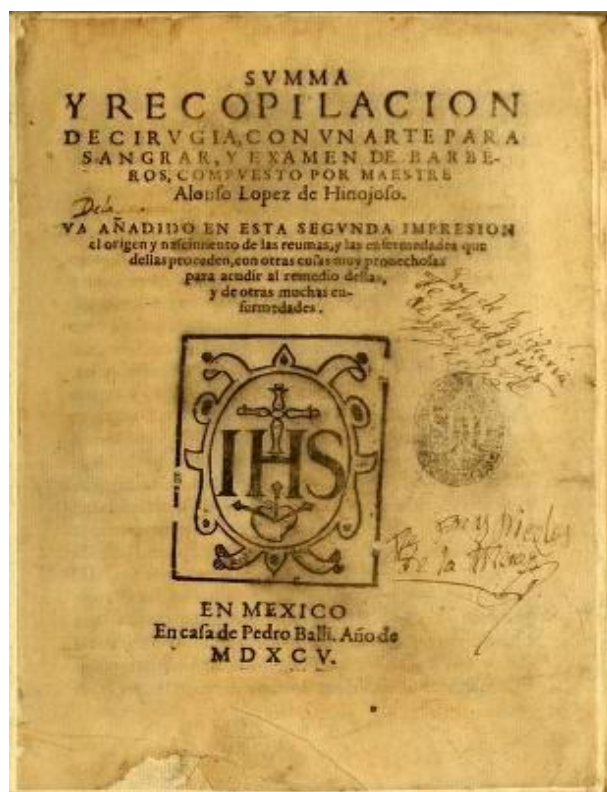 SVMMA
Y RECOPILACION
DE CIRVGIA, CON VN ARTE PARA
SANGRAR, Y EXAMEN DE BARBE-
ROS, COMPVESTO POR MAESTRE
Alonso Lopez de Hinojoso.
VA AÑADIDO EN ESTA SEGVNDA IMPRESION
el origen y nascimiento de las reumas, y las enfermedades que
dellas proceden, con otras cosas muy prouechosas
para acudir al remedio dellas,
y de otras muchas en-
fermedades.
IHS
de la
EN MEXICO
En casa de Pedro Balli. Año de
MDXCV.